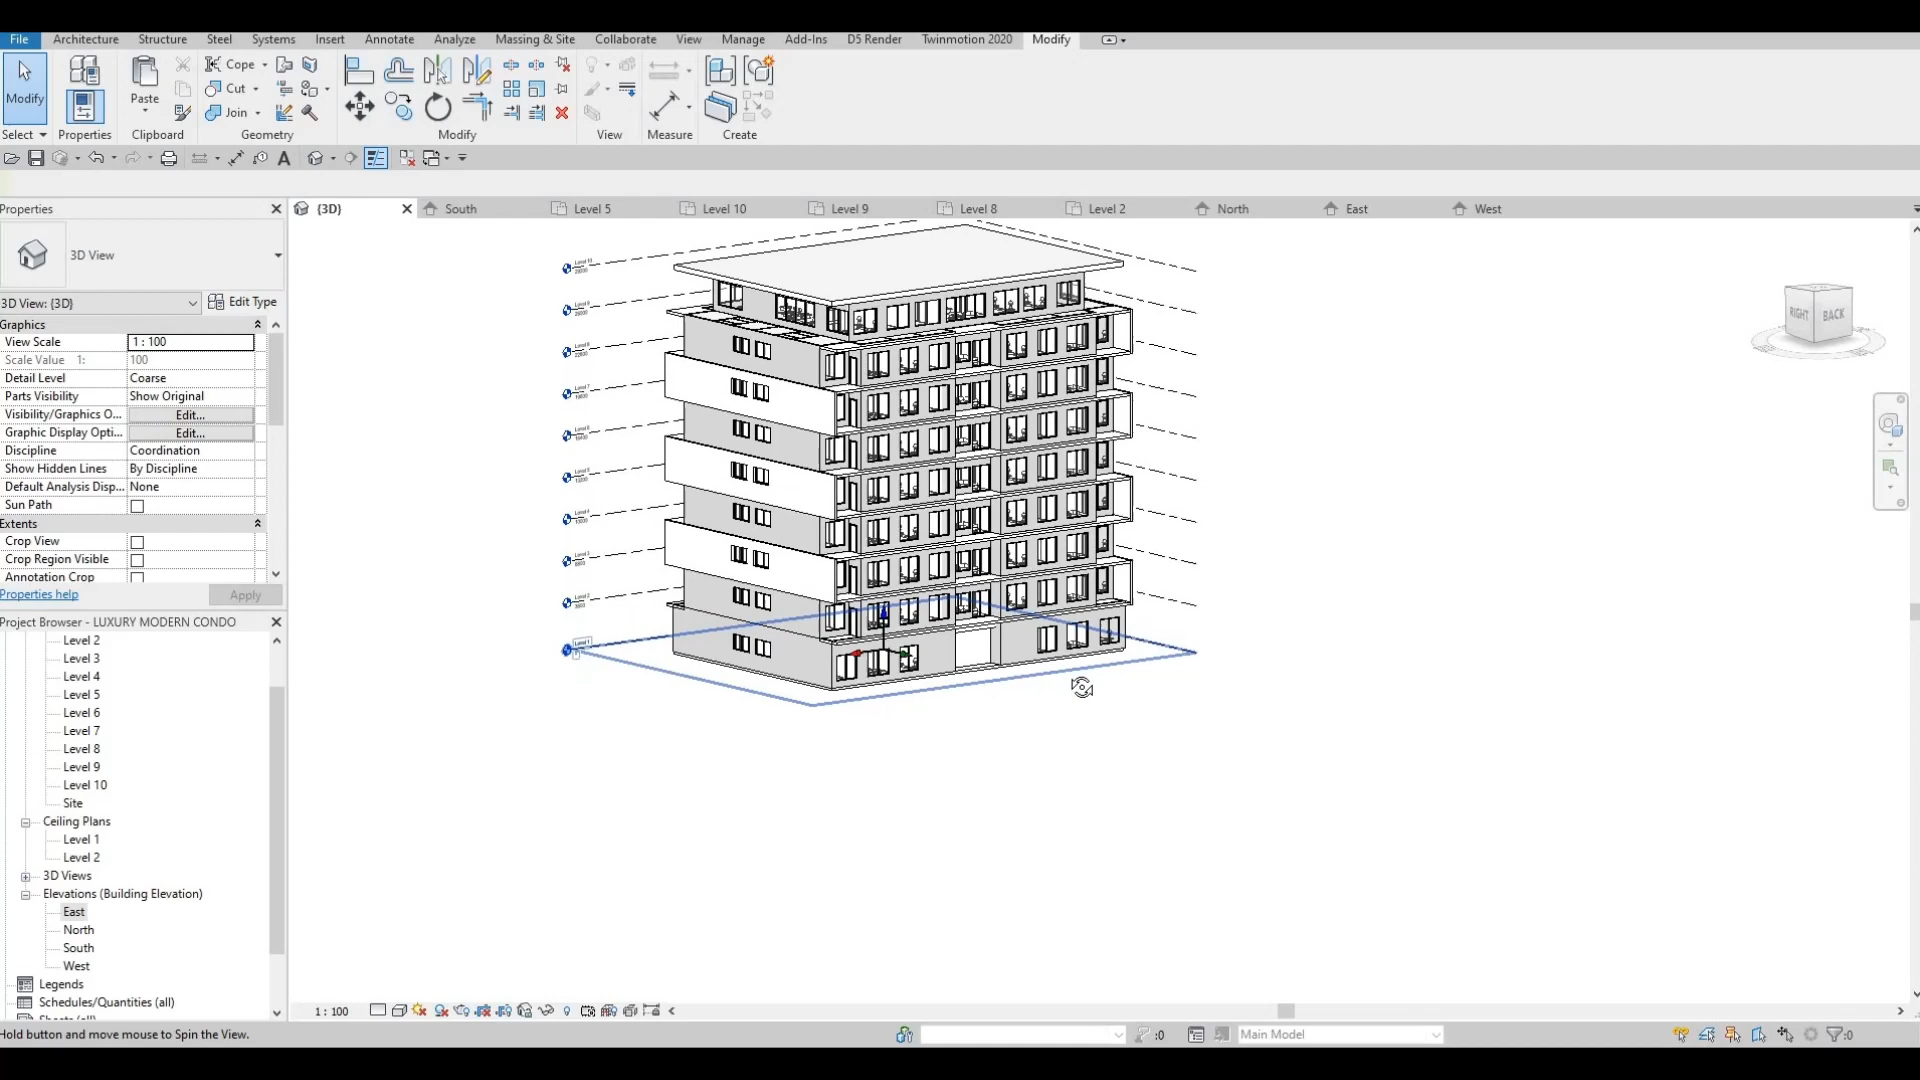 File Architecture Structure Steel Systems Insert Annotate Analyze Massing & Site Collaborate View Manage Add-Ins D5 Render Twinmotion 2020 Modify
Modify
Paste
Cope
Cut
Join
Select Properties Clipboard Geometry Modify View Measure Create
Properties
{3D} South Level 5 Level 10 Level 9 Level 8 Level 2 North East West
3D View
3D View: {3D} Edit Type
Graphics
View Scale 1 : 100
Scale Value 1: 100
Detail Level Coarse
Parts Visibility Show Original
Visibility/Graphics O... Edit...
Graphic Display Opti... Edit...
Discipline Coordination
Show Hidden Lines By Discipline
Default Analysis Disp... None
Sun Path
Extents
Crop View
Crop Region Visible
Annotation Crop
Properties help Apply
RIGHT BACK
Project Browser - LUXURY MODERN CONDO
Level 2
Level 3
Level 4
Level 5
Level 6
Level 7
Level 8
Level 9
Level 10
Site
Ceiling Plans
Level 1
Level 2
3D Views
Elevations (Building Elevation)
East
North
South
West
Legends
Schedules/Quantities (all)
Sheets (all)
1 : 100
Hold button and move mouse to Spin the View.
:0
Main Model
:0